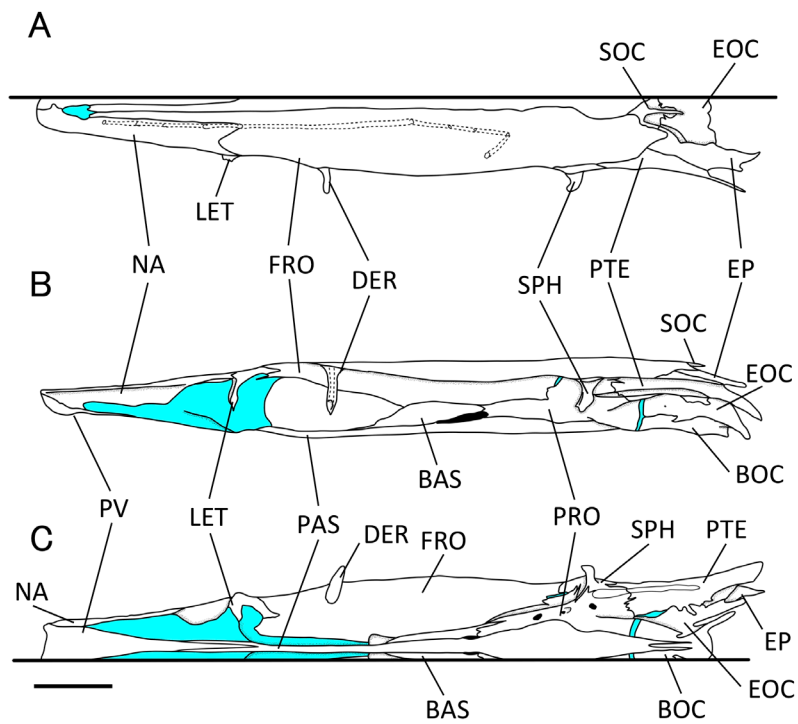 A
SOC EOC
LET
NA FRO DER SPH PTE EP
B
SOC
EOC
BAS
BOC
PV LET PAS PRO
C
DER FRO SPH PTE
NA
EP
EOC
BAS BOC